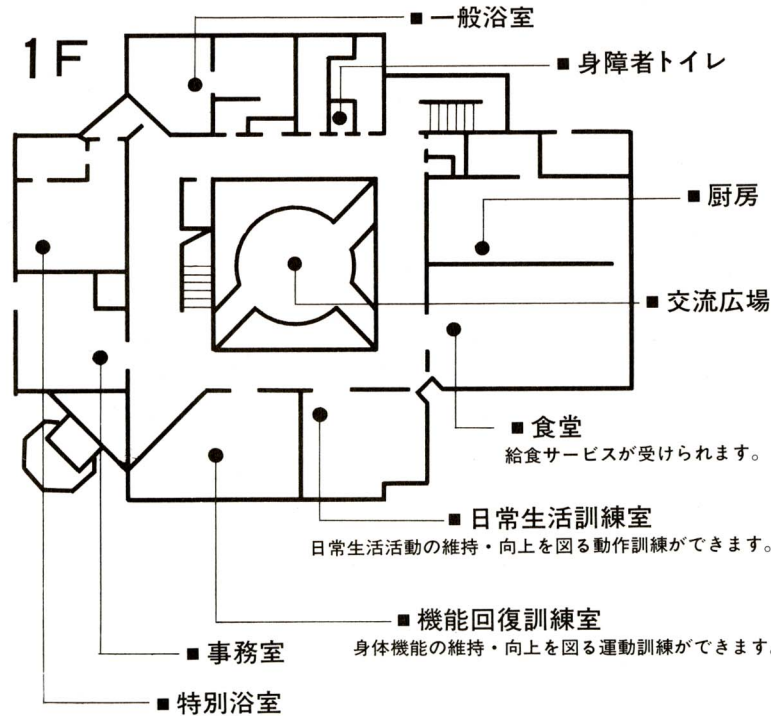 1F
■ 一般浴室
■ 身障者トイレ
■ 厨房
■ 交流広場
■ 食堂
給食サービスが受けられます。
■ 日常生活訓練室
日常生活活動の維持・向上を図る動作訓練ができます。
■ 機能回復訓練室
身体機能の維持・向上を図る運動訓練ができます。
■ 事務室
■ 特別浴室